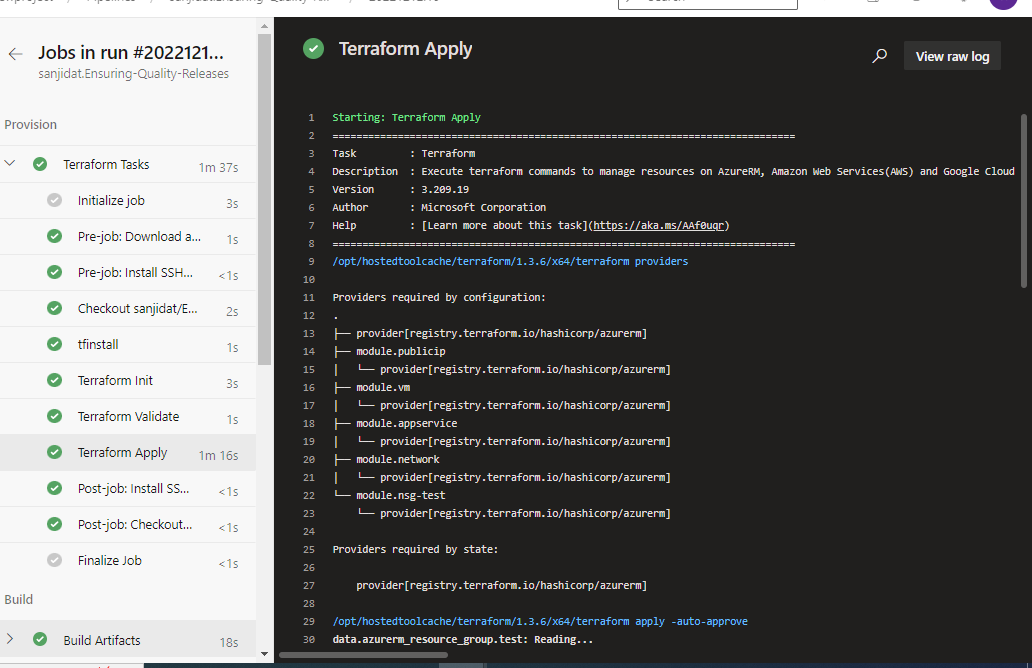 Jobs in run #2022121...
sanjidat.Ensuring-Quality-Releases
Provision
Terraform Tasks 1m 37s
Initialize job 3s
Pre-job: Download a... 1s
Pre-job: Install SSH... <1s
Checkout sanjidat/E... 2s
tfinstall 1s
Terraform Init 3s
Terraform Validate 1s
Terraform Apply 1m 16s
Post-job: Install SS... <1s
Post-job: Checkout... <1s
Finalize Job <1s
Build
Build Artifacts 18s
Terraform Apply
View raw log
1 Starting: Terraform Apply
2 ==============================================================================
3 Task : Terraform
4 Description : Execute terraform commands to manage resources on AzureRM, Amazon Web Services(AWS) and Google Cloud
5 Version : 3.209.19
6 Author : Microsoft Corporation
7 Help : [Learn more about this task](https://aka.ms/AAf0uqr)
8 ==============================================================================
9 /opt/hostedtoolcache/terraform/1.3.6/x64/terraform providers
10
11 Providers required by configuration:
12 .
13 ├── provider[registry.terraform.io/hashicorp/azurerm]
14 ├── module.publicip
15 │   └── provider[registry.terraform.io/hashicorp/azurerm]
16 ├── module.vm
17 │   └── provider[registry.terraform.io/hashicorp/azurerm]
18 ├── module.appservice
19 │   └── provider[registry.terraform.io/hashicorp/azurerm]
20 ├── module.network
21 │   └── provider[registry.terraform.io/hashicorp/azurerm]
22 └── module.nsg-test
23     └── provider[registry.terraform.io/hashicorp/azurerm]
24
25 Providers required by state:
26
27     provider[registry.terraform.io/hashicorp/azurerm]
28
29 /opt/hostedtoolcache/terraform/1.3.6/x64/terraform apply -auto-approve
30 data.azurerm_resource_group.test: Reading...